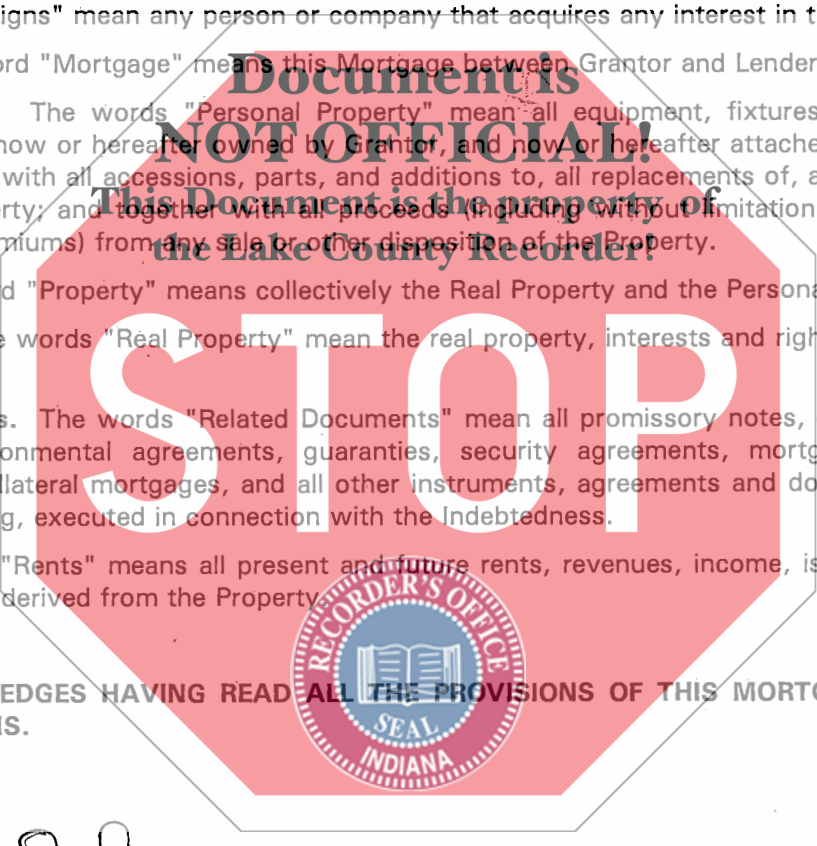 igns" mean any person or company that acquires any interest in t
ord "Mortgage" means this Mortgage between Grantor and Lender
Document is
The words "Personal Property" mean all equipment, fixtures
NOT OFFICIAL!
now or hereafter owned by Grantor, and now or hereafter attache
with all accessions, parts, and additions to, all replacements of, a
This Document is the property of
rty; and together with all proceeds (including without limitation
the Lake County Recorder!
miums) from any sale or other disposition of the Property.
d "Property" means collectively the Real Property and the Persona
e words "Real Property" mean the real property, interests and righ
STOP
s. The words "Related Documents" mean all promissory notes,
onmental agreements, guaranties, security agreements, mortg
llateral mortgages, and all other instruments, agreements and do
g, executed in connection with the Indebtedness.
"Rents" means all present and future rents, revenues, income, is
derived from the Property.
RECORDER'S OFFICE
EDGES HAVING READ ALL THE PROVISIONS OF THIS MORTG
SEAL
IS.
INDIANA